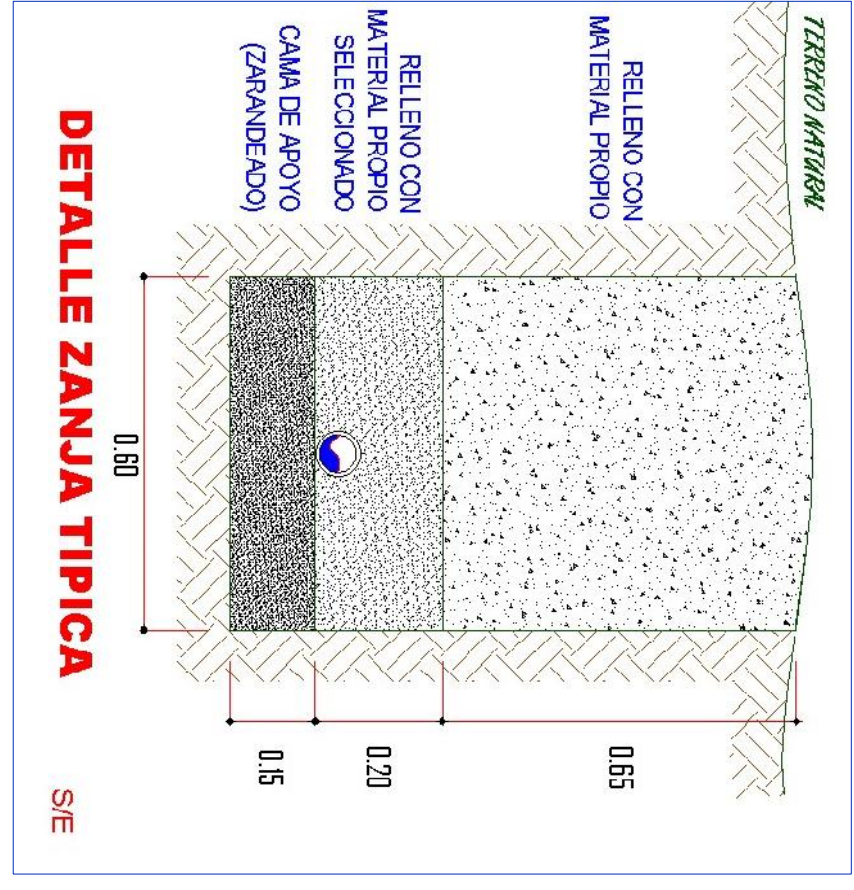 TERRENO NATURAL
RELLENO CON
MATERIAL PROPIO
0.65
RELLENO CON
MATERIAL PROPIO
SELECCIONADO
0.20
CAMA DE APOYO
(ZARANDEADO)
0.15
0.60
DETALLE ZANJA TIPICA
S/E